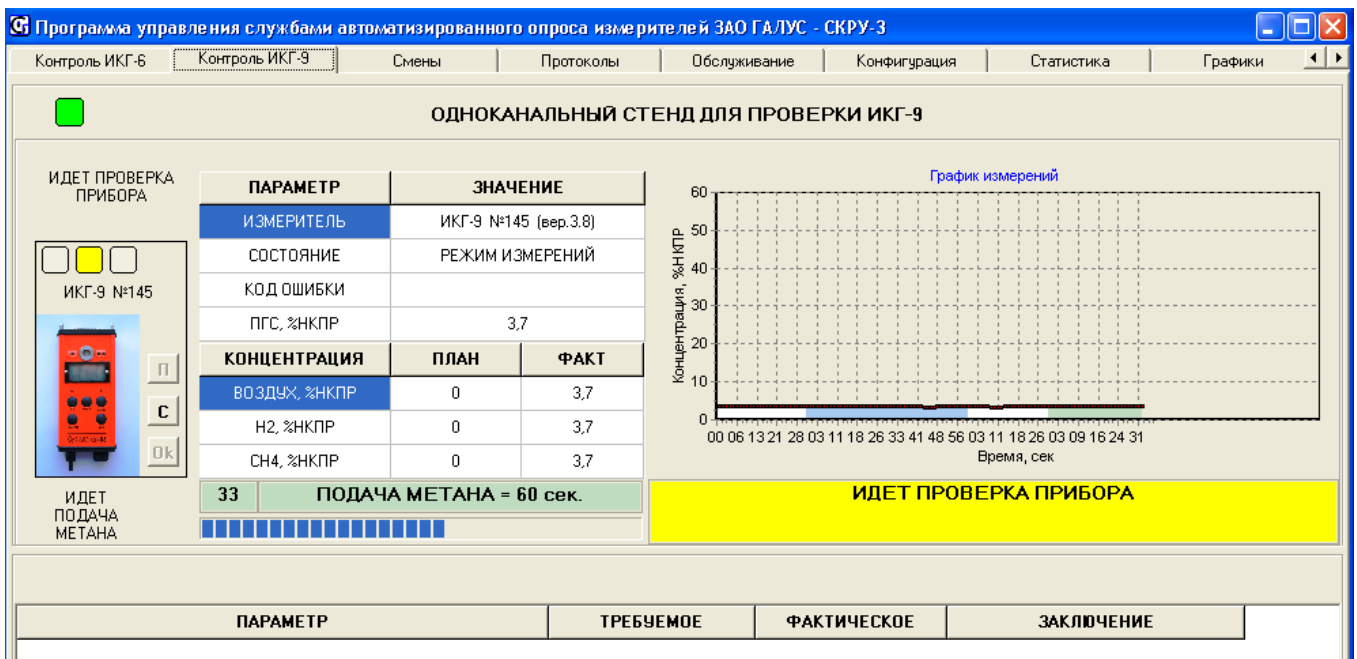 Программа управления службами автоматизированного опроса измерителей ЗАО ГАЛУС - СКРУ-3
Контроль ИКГ-6 Контроль ИКГ-9 Смены Протоколы Обслуживание Конфигурация Статистика Графики
ОДНОКАНАЛЬНЫЙ СТЕНД ДЛЯ ПРОВЕРКИ ИКГ-9
ИДЕТ ПРОВЕРКА
ПРИБОРА
ИКГ-9 №145
П
С
Ok
ИДЕТ
ПОДАЧА
МЕТАНА
ПАРАМЕТР ЗНАЧЕНИЕ
ИЗМЕРИТЕЛЬ ИКГ-9 №145 (вер.3.8)
СОСТОЯНИЕ РЕЖИМ ИЗМЕРЕНИЙ
КОД ОШИБКИ
ПГС, %НКПР 3,7
КОНЦЕНТРАЦИЯ ПЛАН ФАКТ
ВОЗДУХ, %НКПР 0 3,7
H2, %НКПР 0 3,7
CH4, %НКПР 0 3,7
33 ПОДАЧА МЕТАНА = 60 сек.
График измерений
Концентрация, %НКПР
60
50
40
30
20
10
0
00 06 13 21 28 03 11 18 26 33 41 48 56 03 11 18 26 03 09 16 24 31
Время, сек
ИДЕТ ПРОВЕРКА ПРИБОРА
ПАРАМЕТР ТРЕБУЕМОЕ ФАКТИЧЕСКОЕ ЗАКЛЮЧЕНИЕ